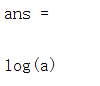 ans =
log(a)